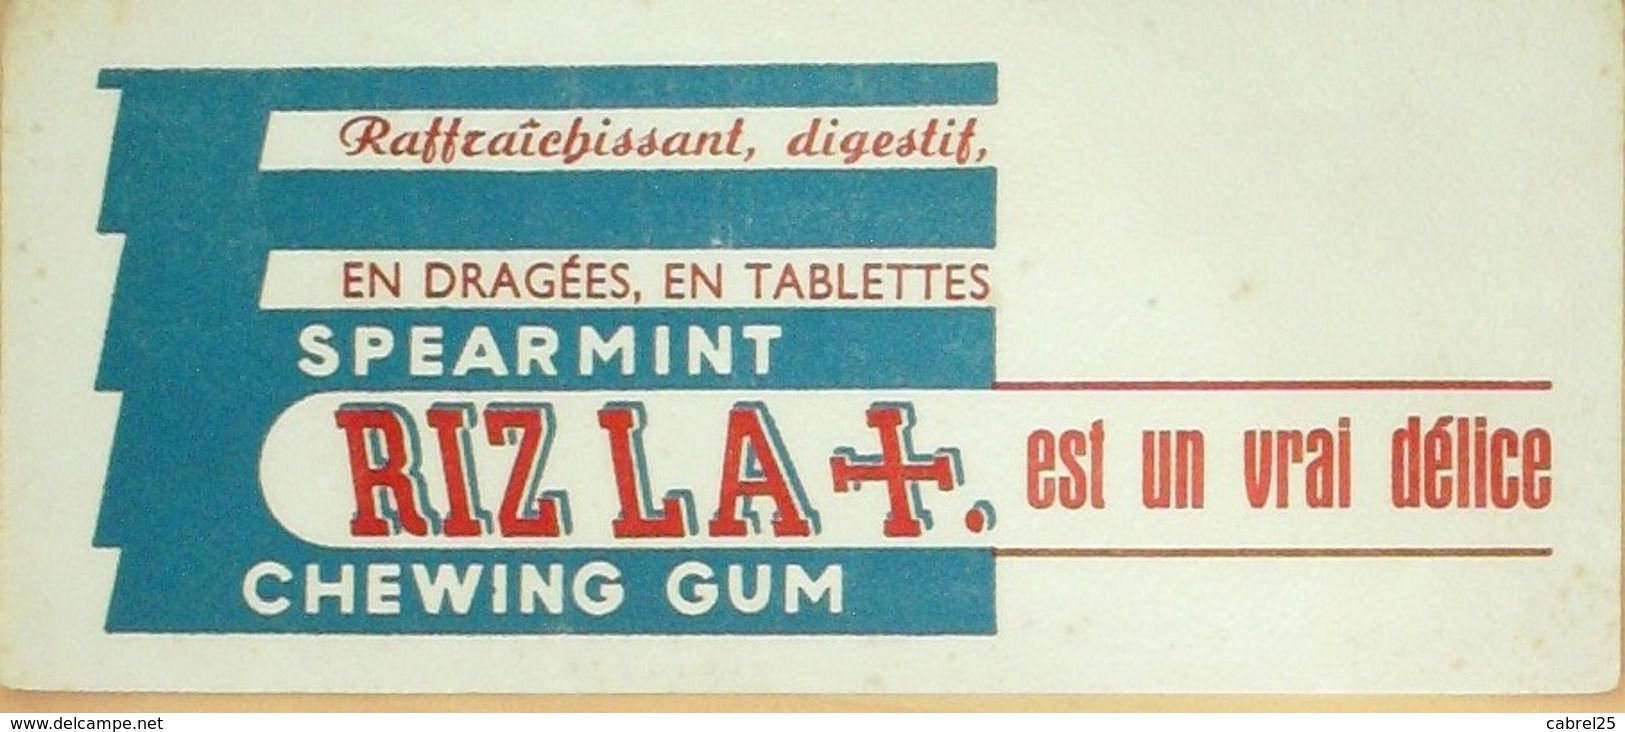 Raffraîchissant, digestif,
EN DRAGÉES, EN TABLETTES
SPEARMINT
RIZ LA +. est un vrai délice
CHEWING GUM
www.delcampe.net
cabrel25